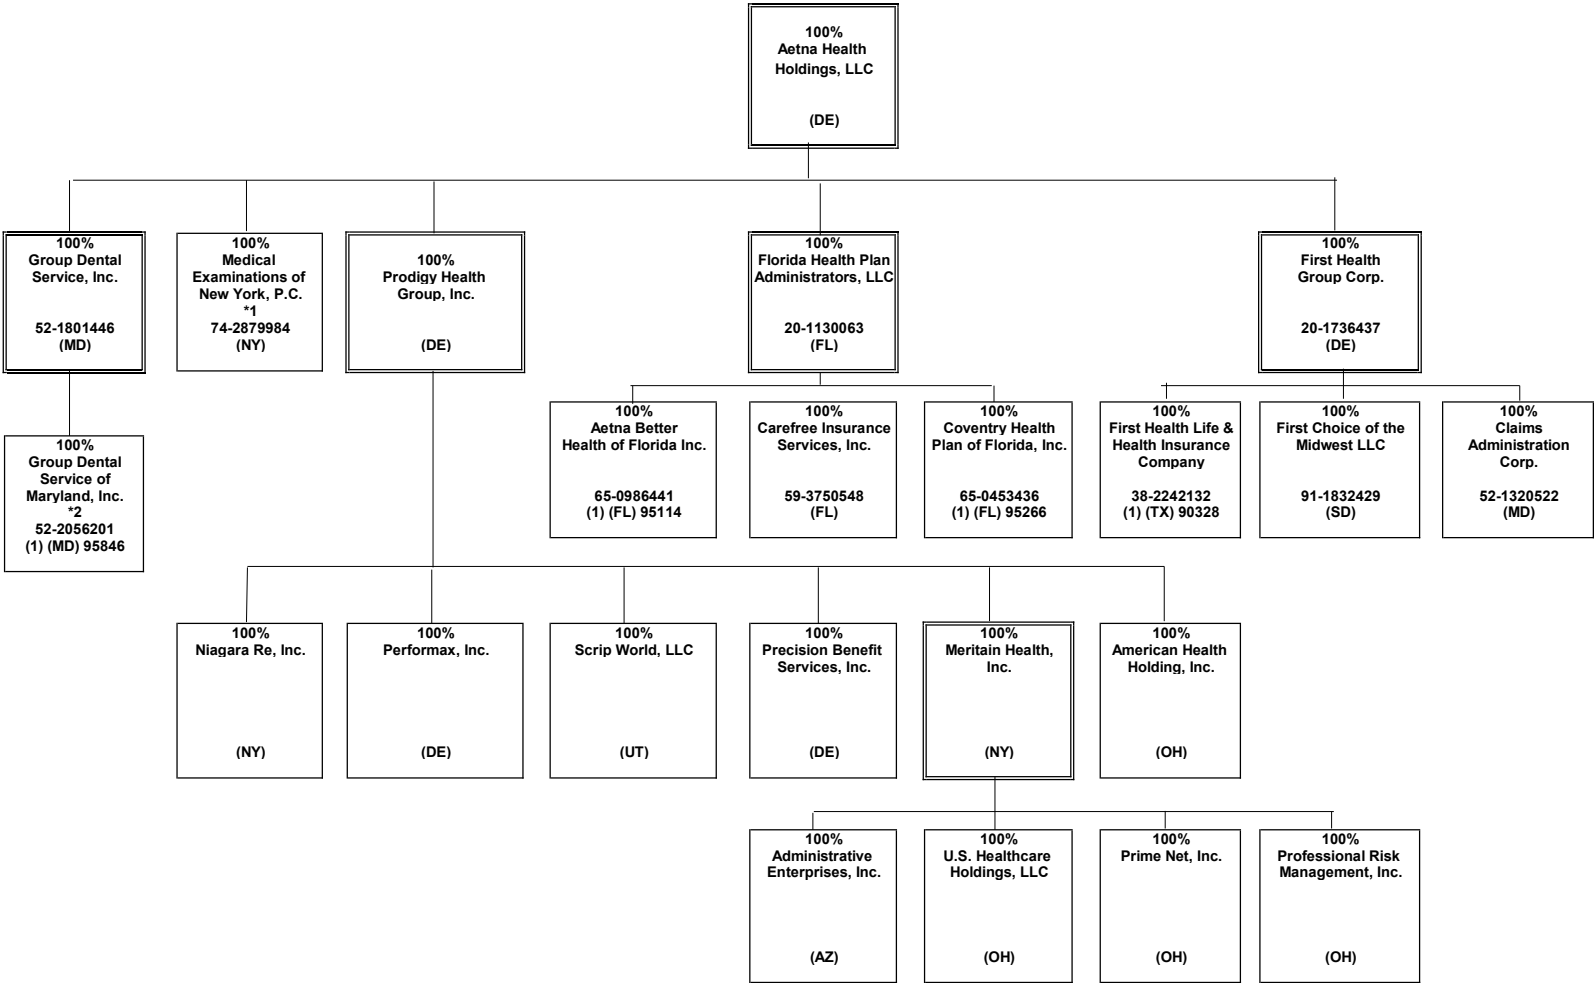 100%
Aetna Health
Holdings, LLC
(DE)
100%
Group Dental
Service, Inc.
52-1801446
(MD)
100%
Medical
Examinations of
New York, P.C.
*1
74-2879984
(NY)
100%
Prodigy Health
Group, Inc.
(DE)
100%
Florida Health Plan
Administrators, LLC
20-1130063
(FL)
100%
First Health
Group Corp.
20-1736437
(DE)
100%
Group Dental
Service of
Maryland, Inc.
*2
52-2056201
(1) (MD) 95846
100%
Aetna Better
Health of Florida Inc.
65-0986441
(1) (FL) 95114
100%
Carefree Insurance
Services, Inc.
59-3750548
(FL)
100%
Coventry Health
Plan of Florida, Inc.
65-0453436
(1) (FL) 95266
100%
First Health Life &
Health Insurance
Company
38-2242132
(1) (TX) 90328
100%
First Choice of the
Midwest LLC
91-1832429
(SD)
100%
Claims
Administration
Corp.
52-1320522
(MD)
100%
Niagara Re, Inc.
(NY)
100%
Performax, Inc.
(DE)
100%
Scrip World, LLC
(UT)
100%
Precision Benefit
Services, Inc.
(DE)
100%
Meritain Health,
Inc.
(NY)
100%
American Health
Holding, Inc.
(OH)
100%
Administrative
Enterprises, Inc.
(AZ)
100%
U.S. Healthcare
Holdings, LLC
(OH)
100%
Prime Net, Inc.
(OH)
100%
Professional Risk
Management, Inc.
(OH)